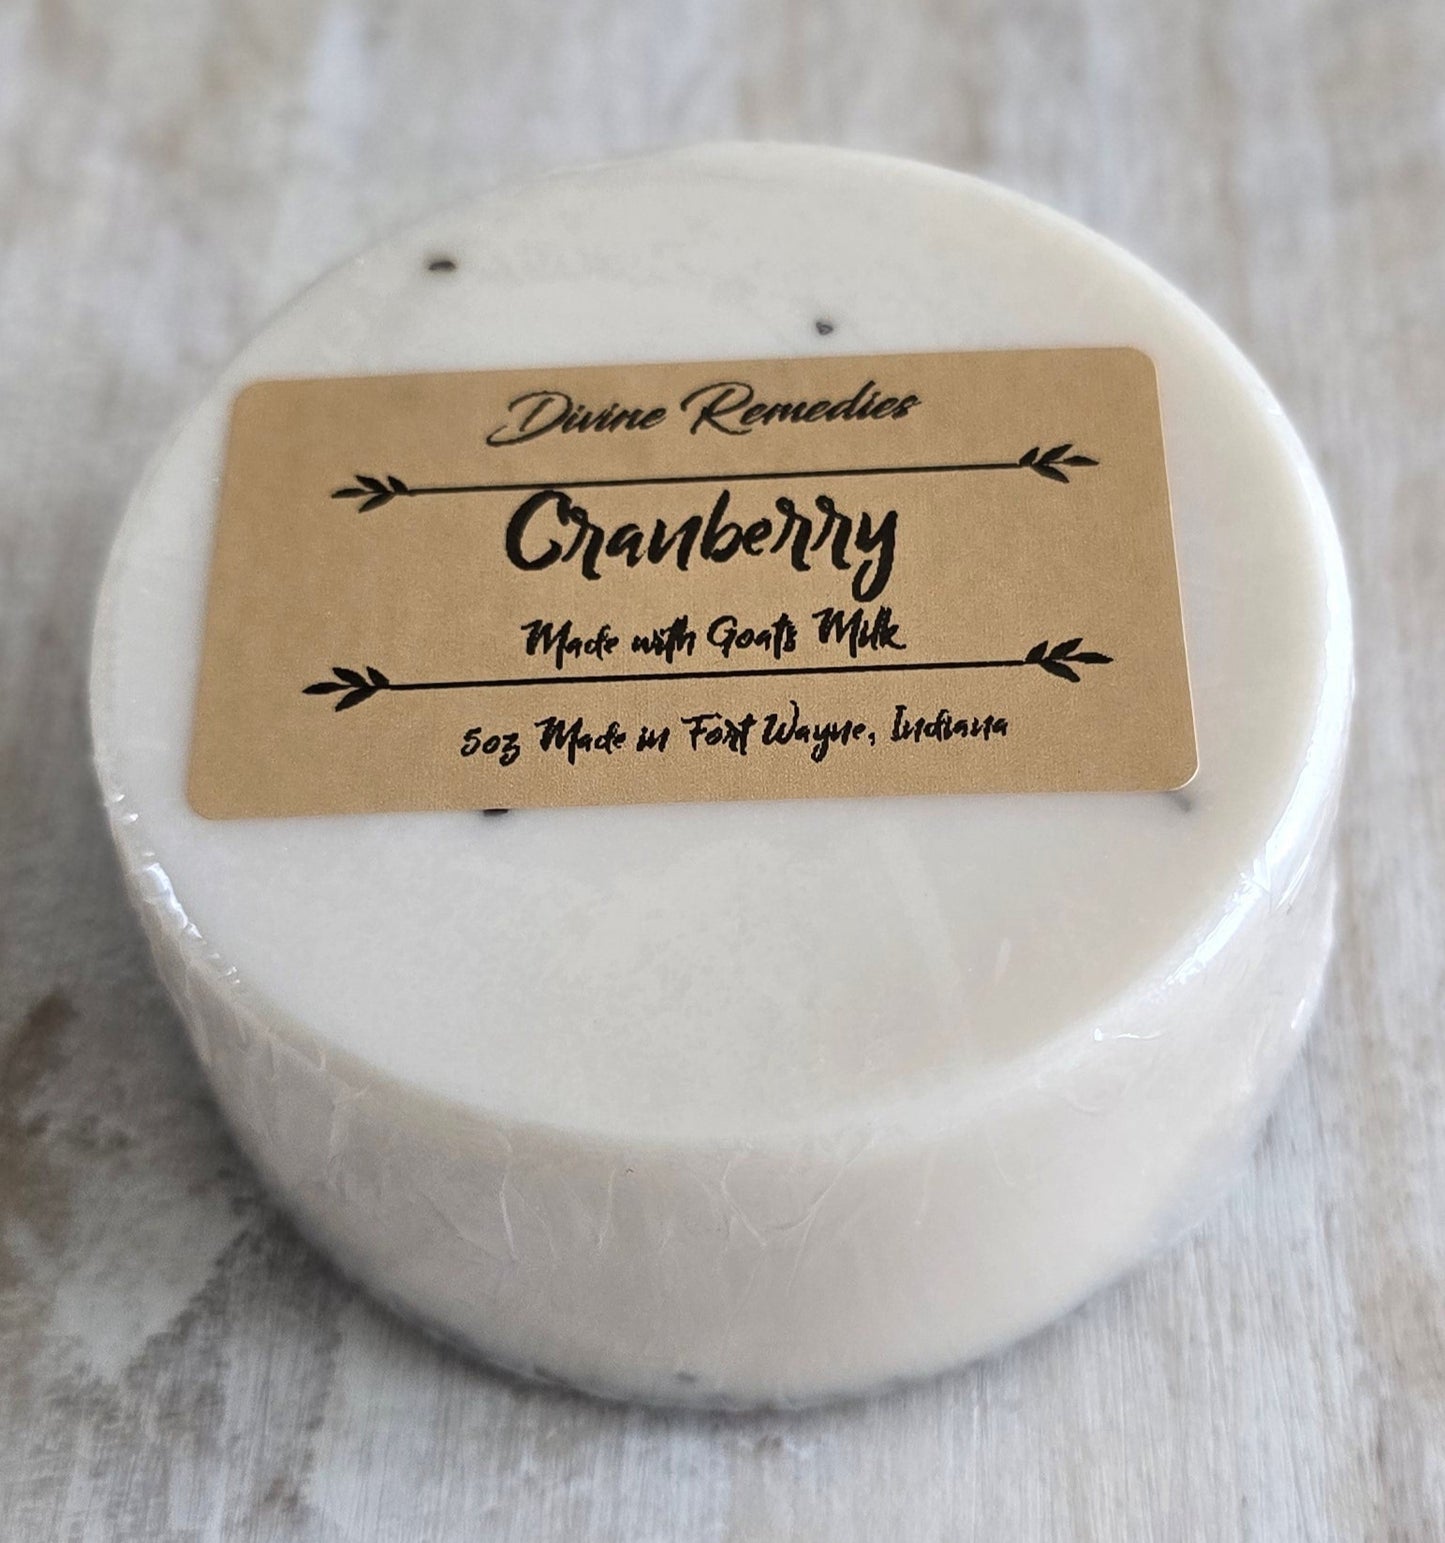 Divine Remedies
Cranberry
Made with Goats Milk
5oz Made in Fort Wayne, Indiana